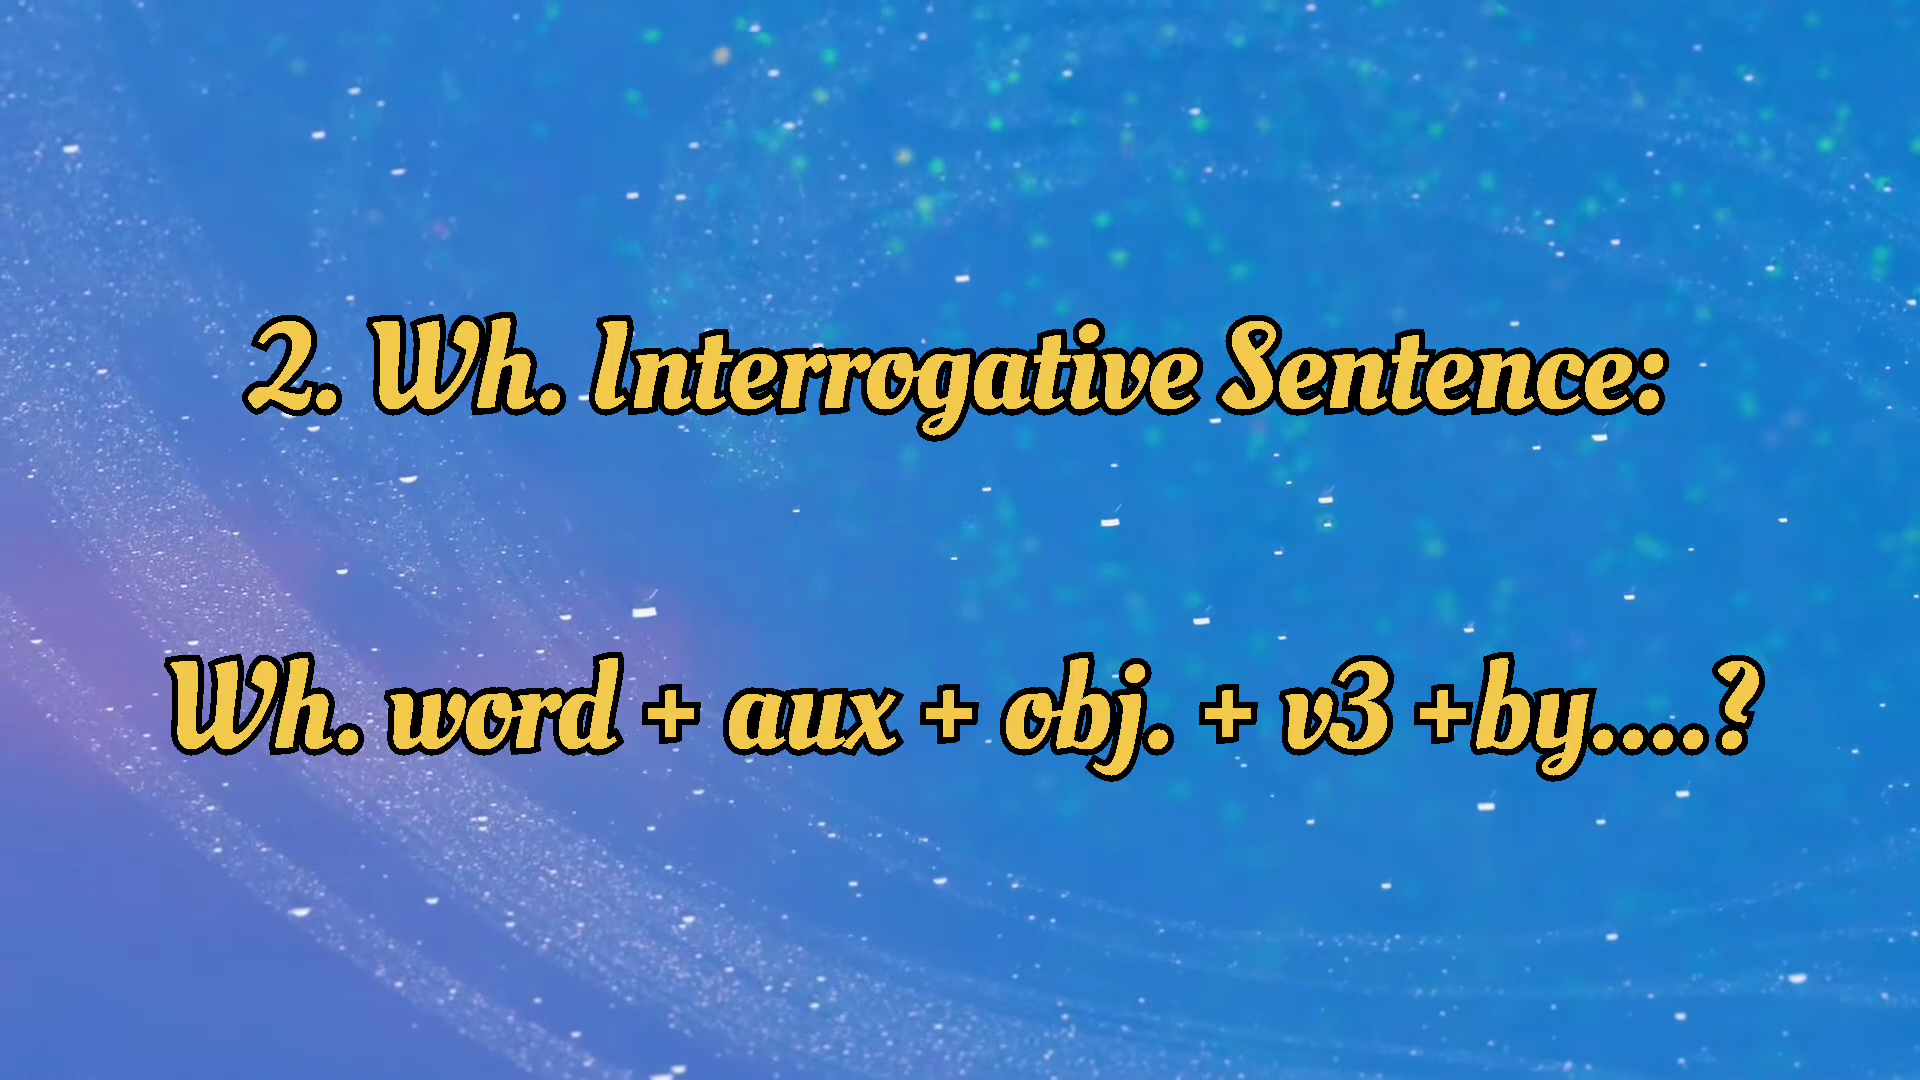 2. Wh. Interrogative Sentence:
Wh. word + aux + obj. + v3 +by....?